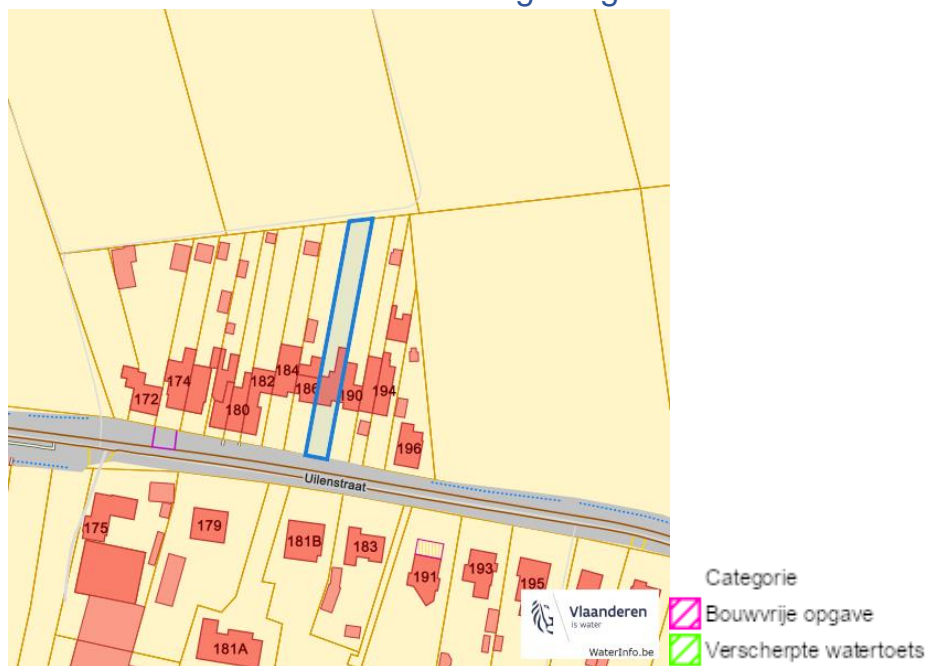 172
174
180
182
184
186
190
194
196
Uilenstraat
175
179
181B
183
191
193
195
181A
Vlaanderen
is water
WaterInfo.be
Categorie
Bouwvrije opgave
Verscherpte watertoets